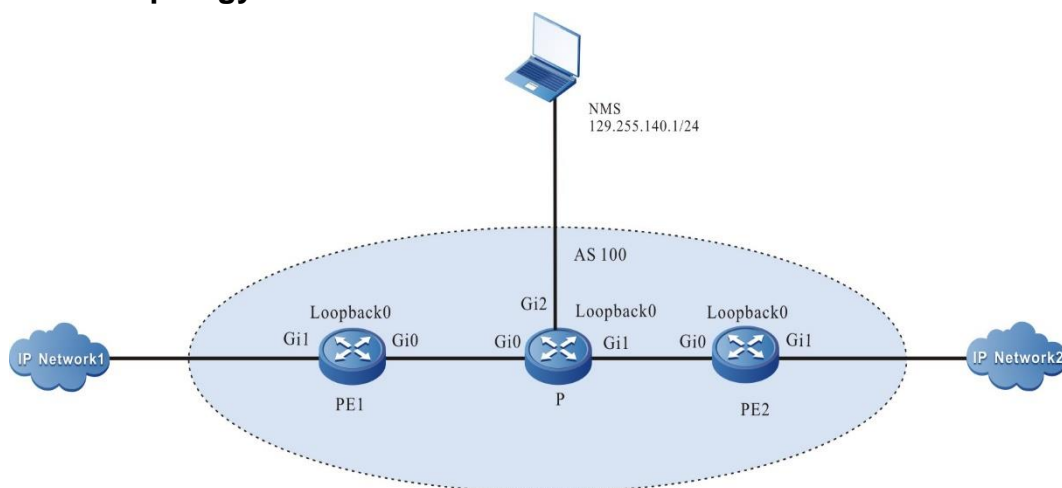 NMS
129.255.140.1/24
AS 100
Gi2
Loopback0
Loopback0
Loopback0
Gi1
Gi0
Gi0
Gi1
Gi0
Gi1
IP Network1
IP Network2
PE1
P
PE2